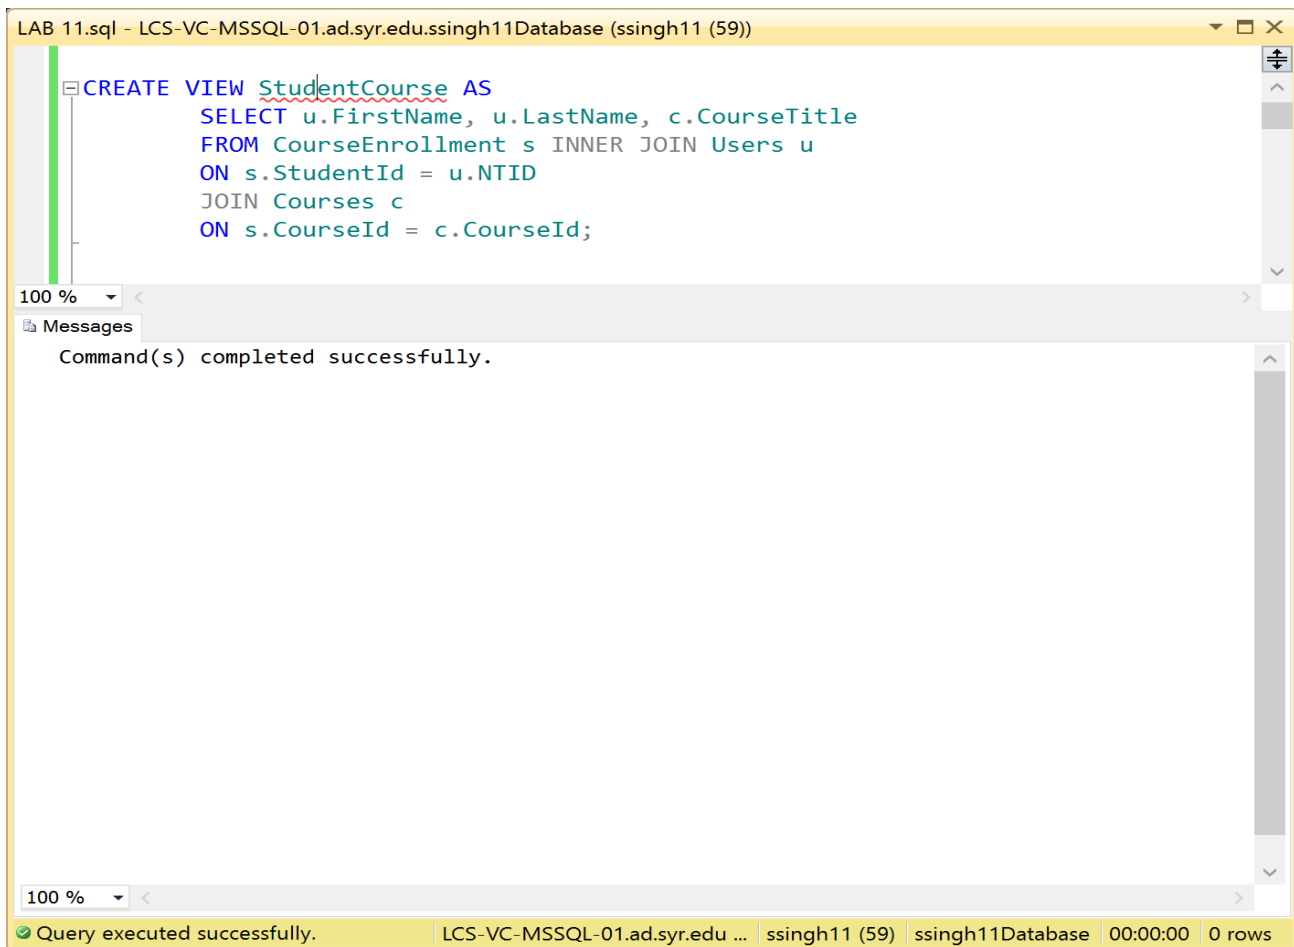 LAB 11.sql - LCS-VC-MSSQL-01.ad.syr.edu.ssingh11Database (ssingh11 (59))
CREATE VIEW StudentCourse AS
SELECT u.FirstName, u.LastName, c.CourseTitle
FROM CourseEnrollment s INNER JOIN Users u
ON s.StudentId = u.NTID
JOIN Courses c
ON s.CourseId = c.CourseId;
100 %
Messages
Command(s) completed successfully.
100 %
Query executed successfully. LCS-VC-MSSQL-01.ad.syr.edu ... ssingh11 (59) ssingh11Database 00:00:00 0 rows